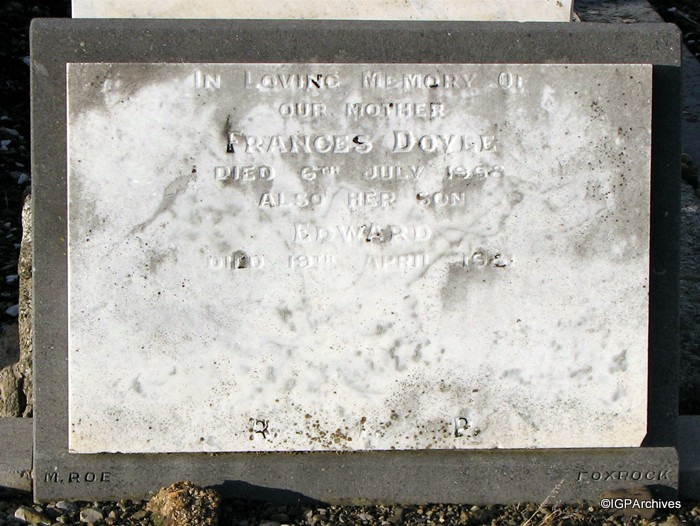 In Loving Memory Of
our mother
Frances Doyle
died 6th July
also her son
Edward
died 19th April
R I P
M. ROE
FOXROCK
©IGPArchives